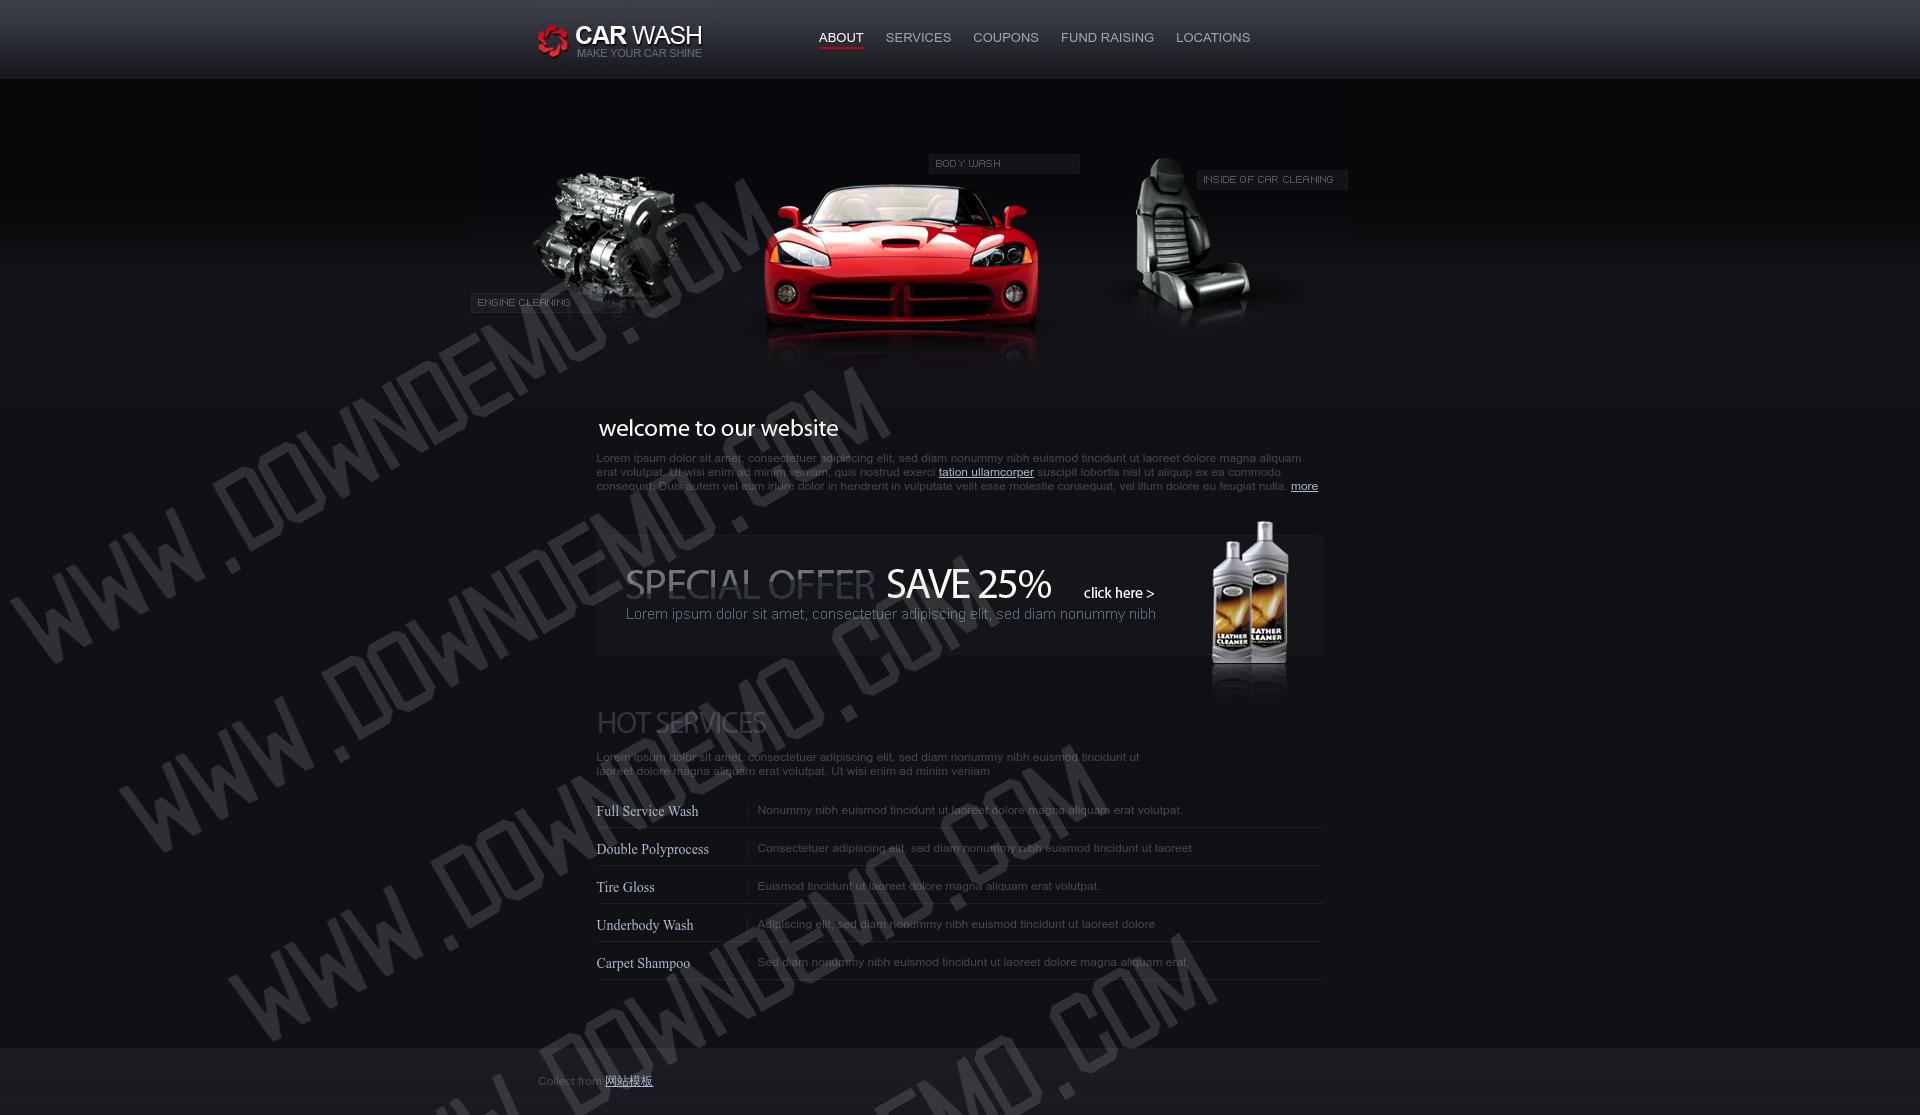 CAR WASH
MAKE YOUR CAR SHINE
ABOUT SERVICES COUPONS FUND RAISING LOCATIONS
BODY WASH
INSIDE OF CAR CLEANING
ENGINE CLEANING
welcome to our website
Lorem ipsum dolor sit amet, consectetuer adipiscing elit, sed diam nonummy nibh euismod tincidunt ut laoreet dolore magna aliquam
erat volutpat. Ut wisi enim ad minim veniam, quis nostrud exerci tation ullamcorper suscipit lobortis nisl ut aliquip ex ea commodo
consequat. Duis autem vel eum iriure dolor in hendrerit in vulputate velit esse molestie consequat, vel illum dolore eu feugiat nulla. more
SPECIAL OFFER SAVE 25% click here >
Lorem ipsum dolor sit amet, consectetuer adipiscing elit, sed diam nonummy nibh
LEATHER
CLEANER
LEATHER
CLEANER
HOT SERVICES
Lorem ipsum dolor sit amet, consectetuer adipiscing elit, sed diam nonummy nibh euismod tincidunt ut
laoreet dolore magna aliquam erat volutpat. Ut wisi enim ad minim veniam
Full Service Wash Nonummy nibh euismod tincidunt ut laoreet dolore magna aliquam erat volutpat.
Double Polyprocess Consectetuer adipiscing elit, sed diam nonummy nibh euismod tincidunt ut laoreet
Tire Gloss Euismod tincidunt ut laoreet dolore magna aliquam erat volutpat.
Underbody Wash Adipiscing elit, sed diam nonummy nibh euismod tincidunt ut laoreet dolore
Carpet Shampoo Sed diam nonummy nibh euismod tincidunt ut laoreet dolore magna aliquam erat
Collect from 网站模板
WWW.DOWNDEMO.COM
WWW.DOWNDEMO.COM
WWW.DOWNDEMO.COM
WWW.DOWNDEMO.COM
EMO.COM